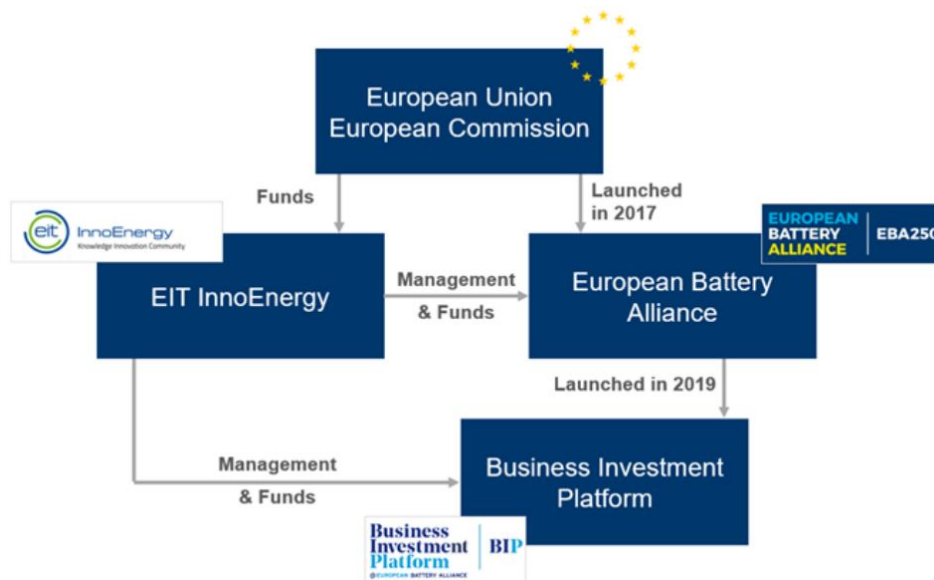 European Union
European Commission
Funds
Launched
in 2017
eit InnoEnergy
Knowledge Innovation Community
EUROPEAN
BATTERY
ALLIANCE
EBA250
EIT InnoEnergy
Management
& Funds
European Battery
Alliance
Launched in 2019
Management
& Funds
Business Investment
Platform
Business
Investment
Platform
BIP
@EUROPEAN BATTERY ALLIANCE